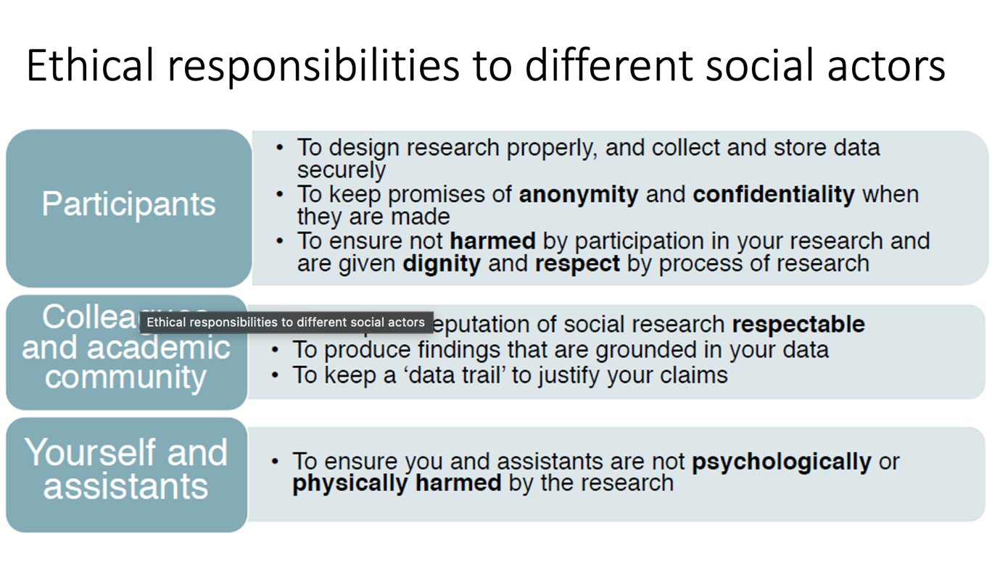 Ethical responsibilities to different social actors
Participants
• To design research properly, and collect and store data
securely
• To keep promises of anonymity and confidentiality when
they are made
• To ensure not harmed by participation in your research and
are given dignity and respect by process of research
and academic
community
Ethical responsibilities to different social actors
of social research respectable
• To produce findings that are grounded in your data
• To keep a ‘data trail’ to justify your claims
Yourself and
assistants
• To ensure you and assistants are not psychologically or
physically harmed by the research